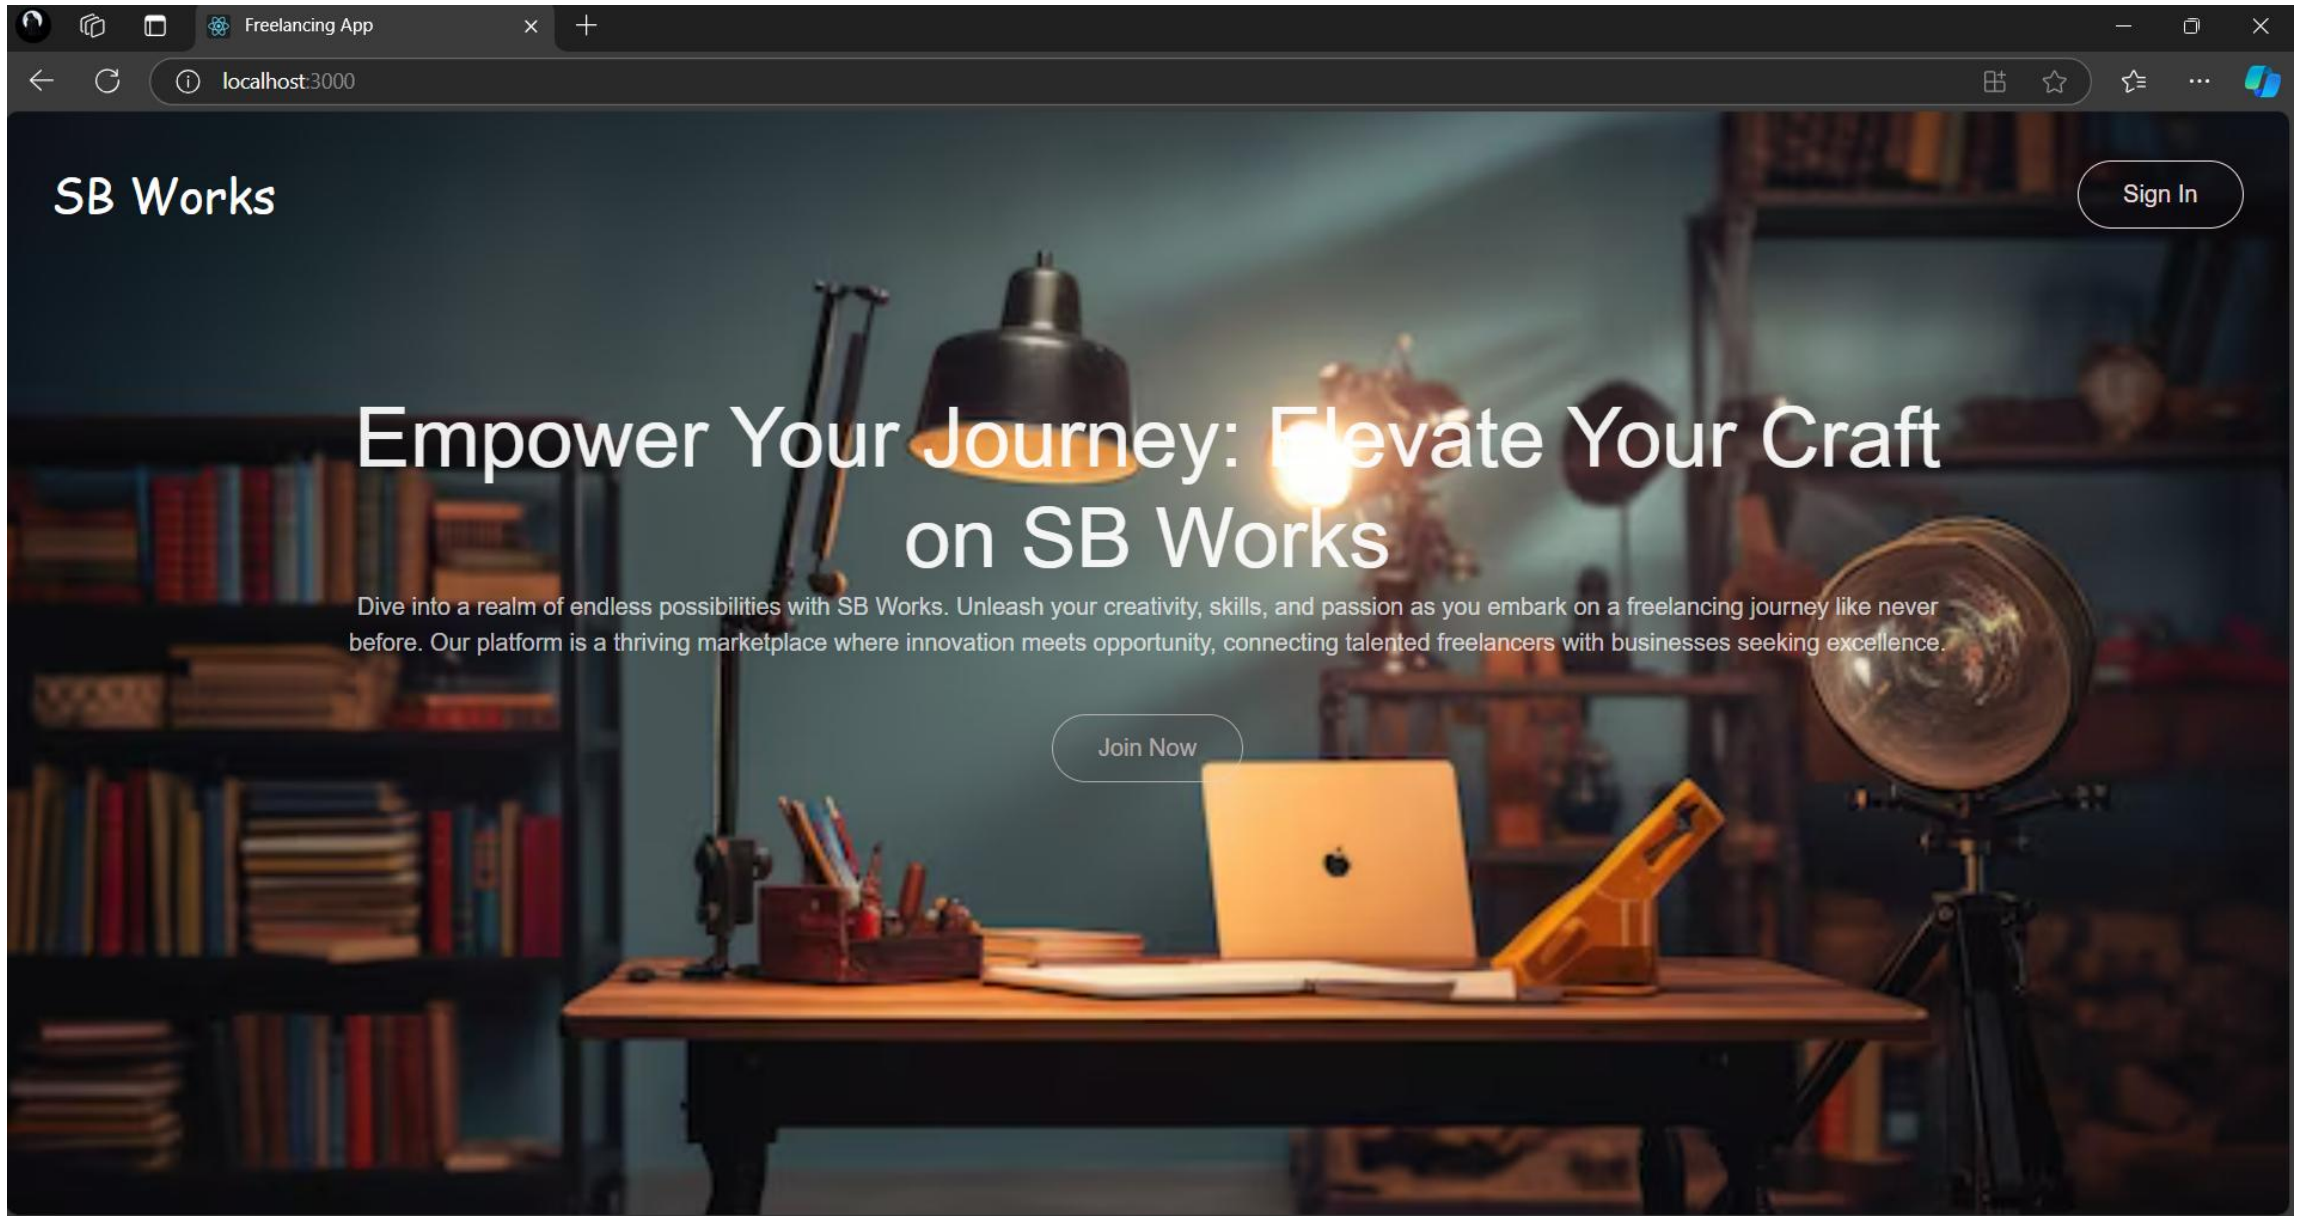 Freelancing App
localhost:3000
SB Works
Sign In
Empower Your Journey: Elevate Your Craft
on SB Works
Dive into a realm of endless possibilities with SB Works. Unleash your creativity, skills, and passion as you embark on a freelancing journey like never
before. Our platform is a thriving marketplace where innovation meets opportunity, connecting talented freelancers with businesses seeking excellence.
Join Now